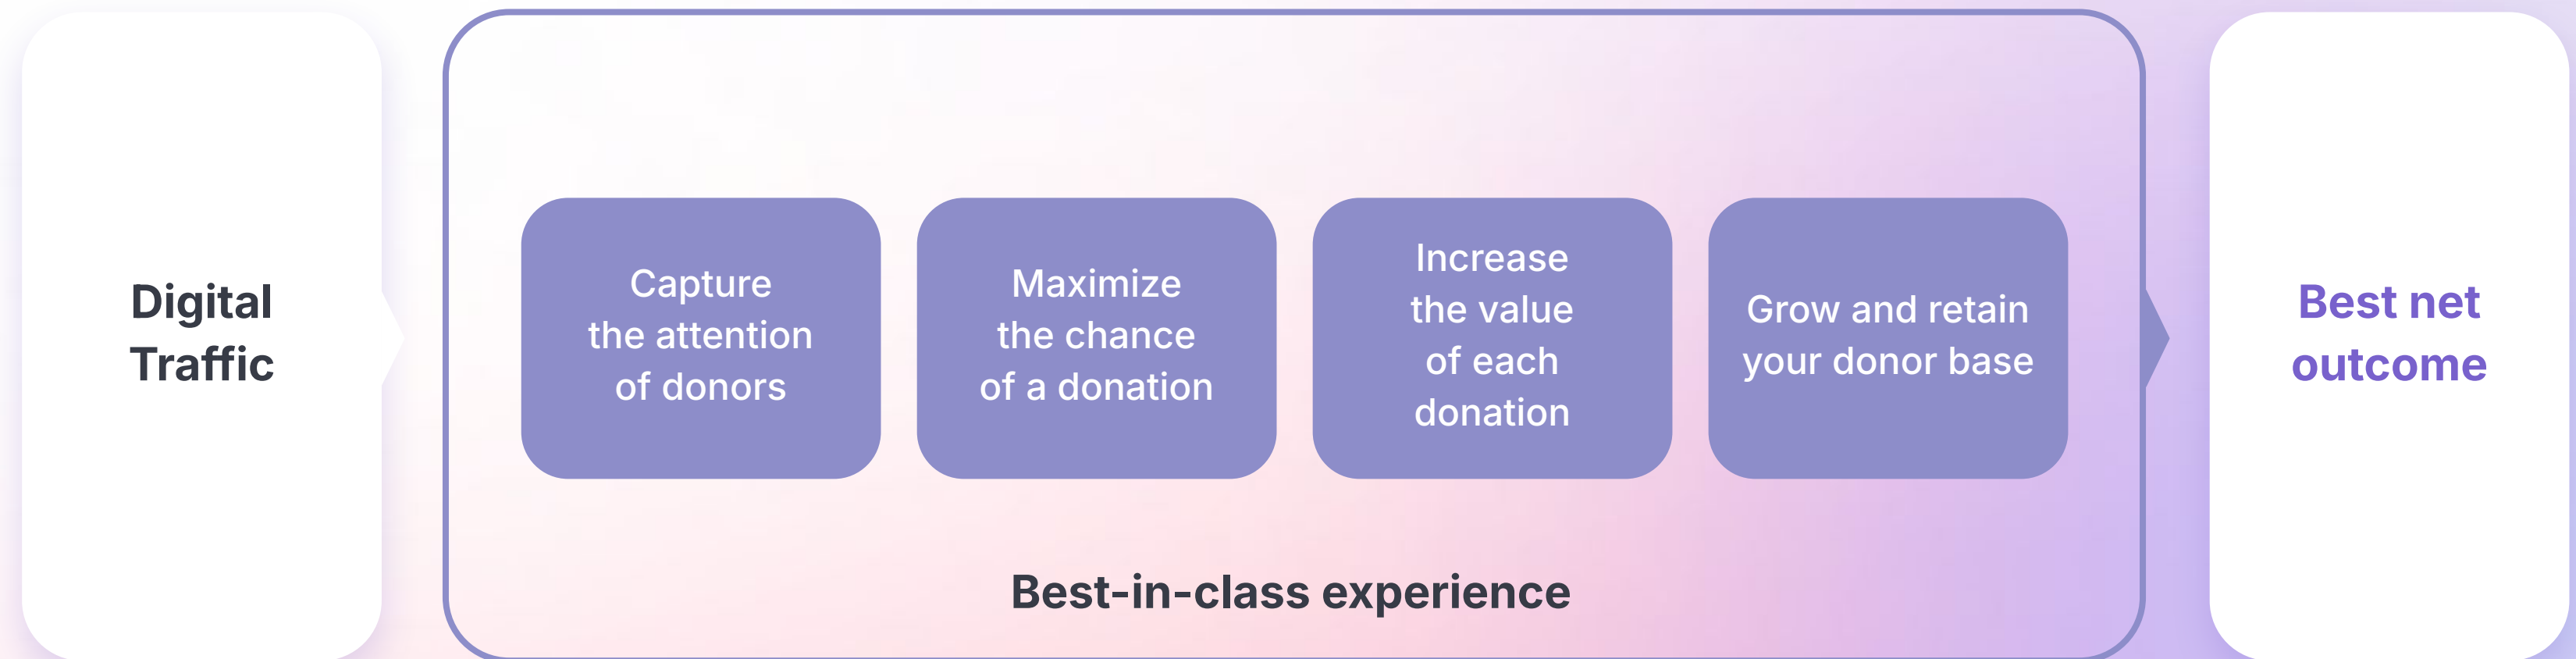 Digital
Traffic
Capture
the attention
of donors
Maximize
the chance
of a donation
Increase
the value
of each
donation
Grow and retain
your donor base
Best-in-class experience
Best net
outcome